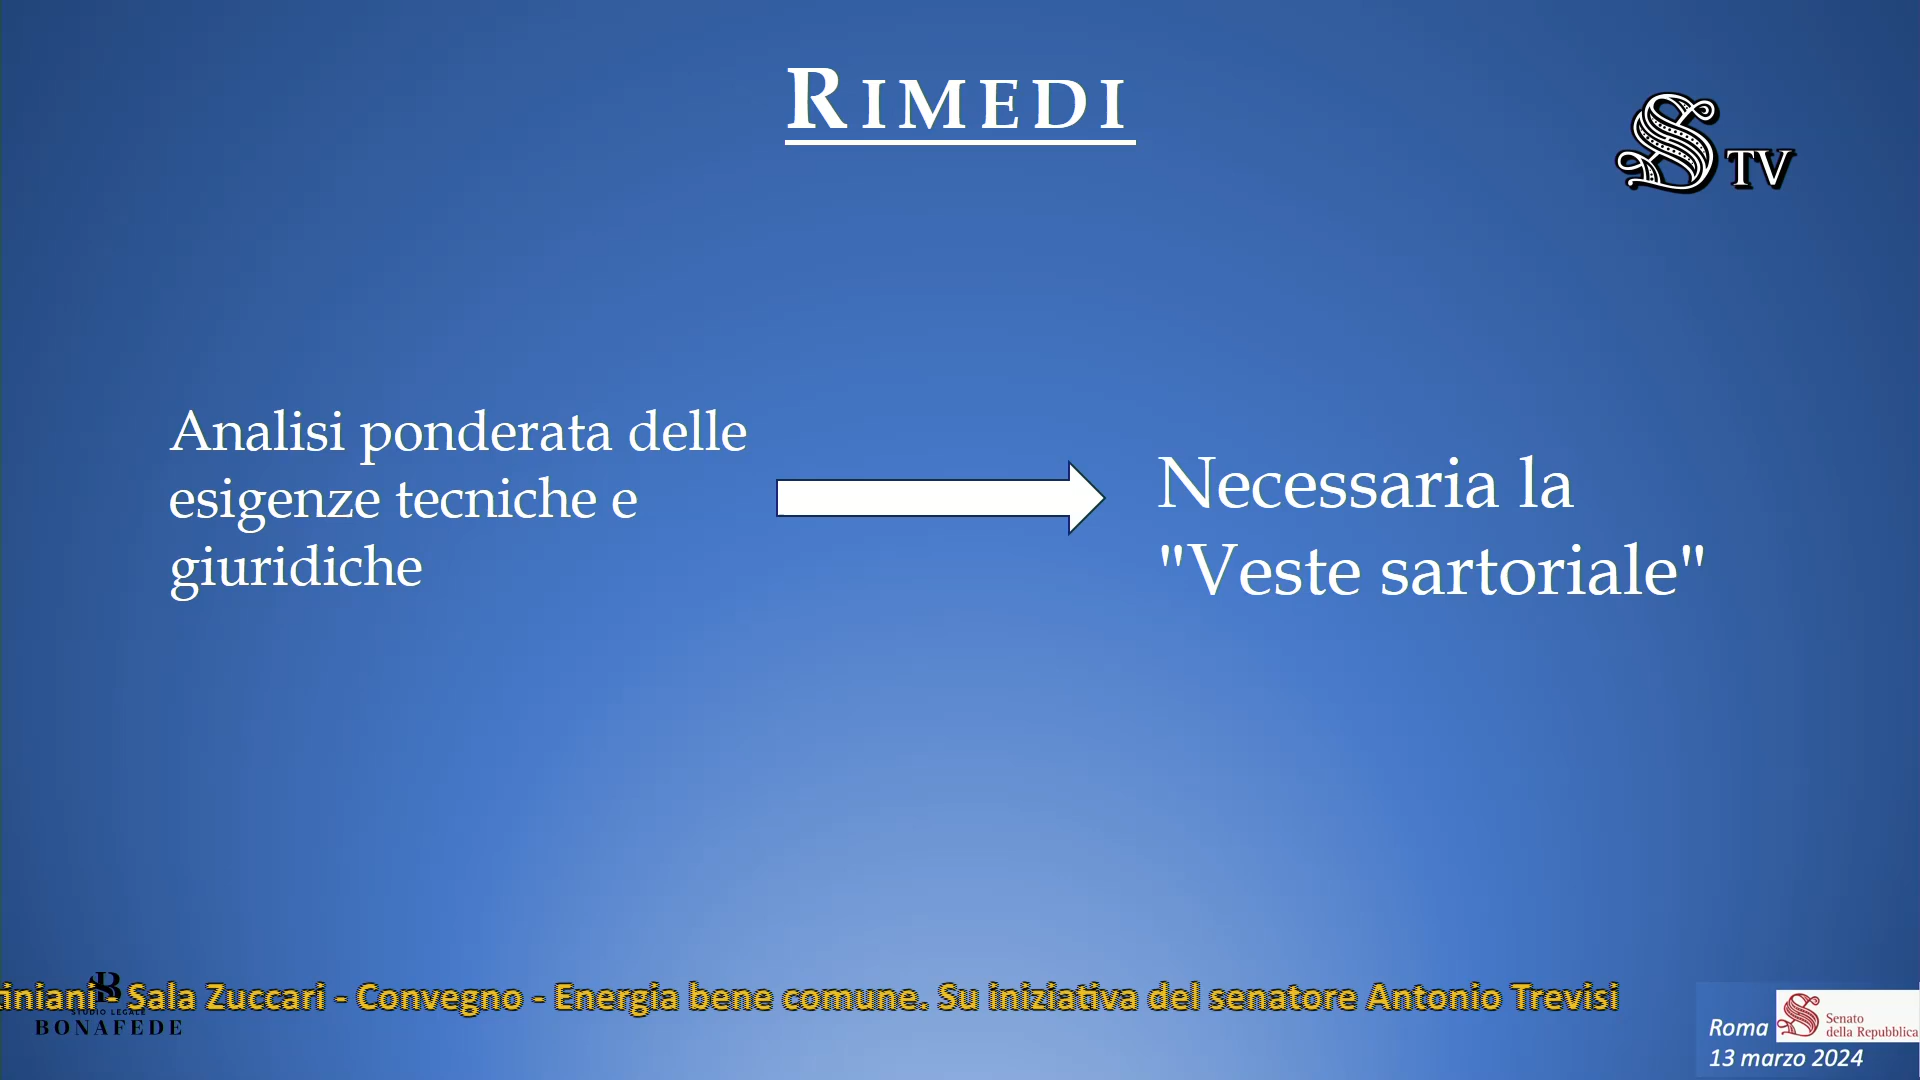 RIMEDI
S TV
Analisi ponderata delle
esigenze tecniche e
giuridiche
Necessaria la
"Veste sartoriale"
iniani - Sala Zuccari - Convegno - Energia bene comune. Su iniziativa del senatore Antonio Trevisi
B
STUDIO LEGALE
BONAFEDE
Roma
Senato
della Repubblica
13 marzo 2024